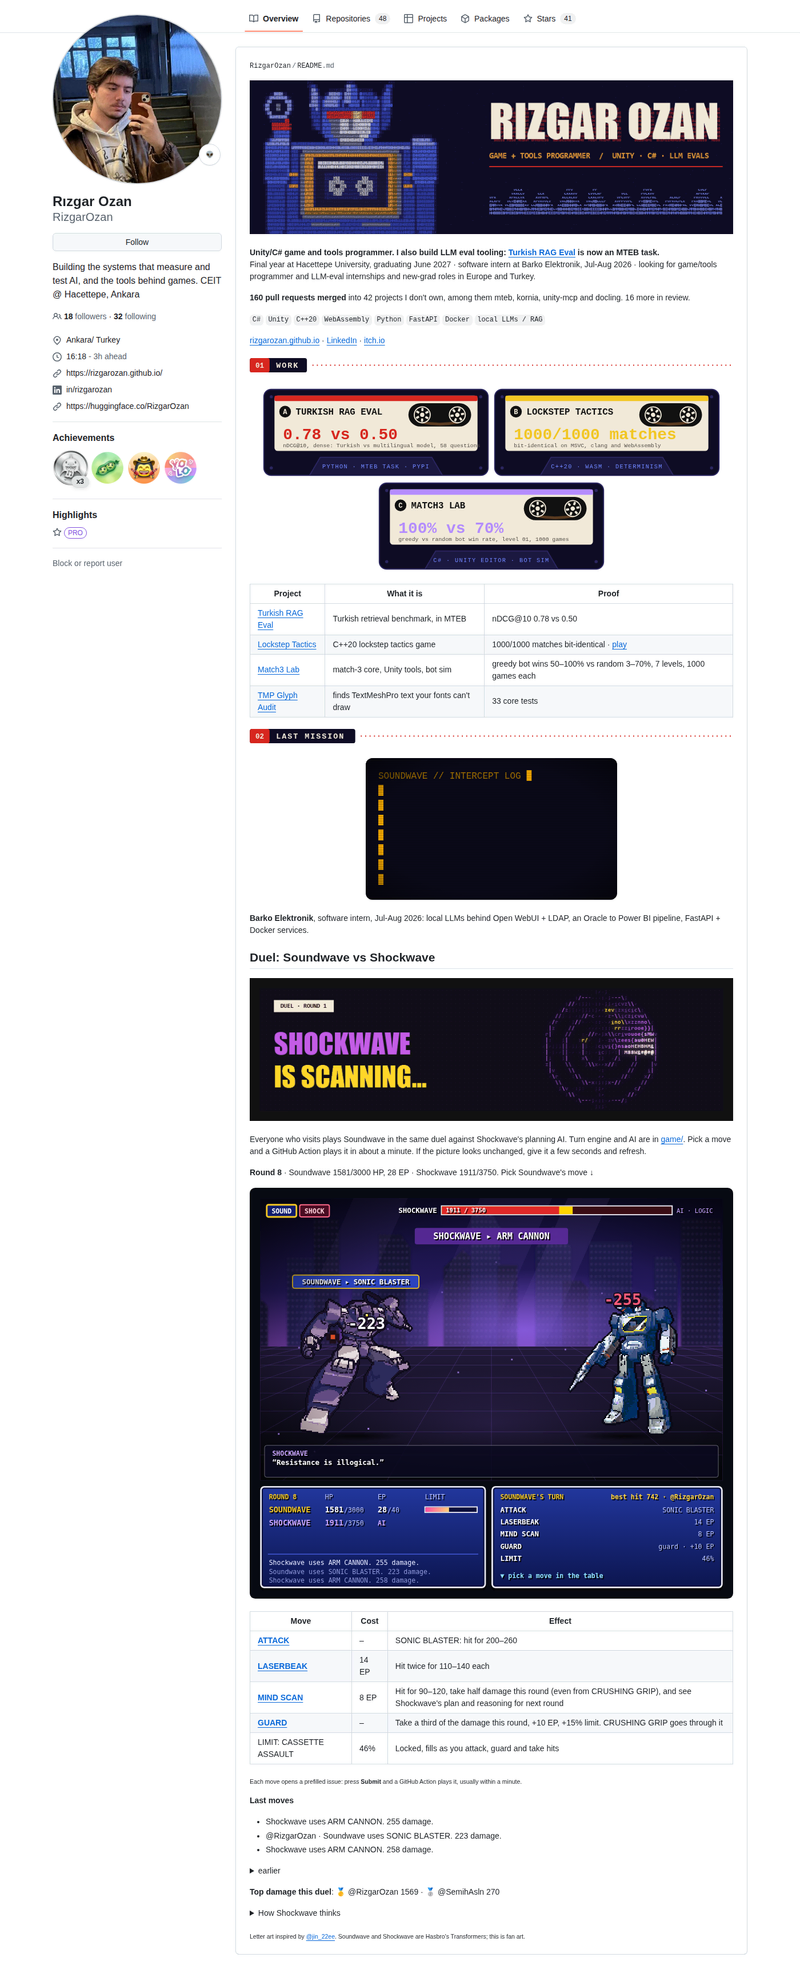 Overview Repositories 48 Projects Packages Stars 41
Rızgar Ozan
RizgarOzan
Follow
Building the systems that measure and
test AI, and the tools behind games. CEIT
@ Hacettepe, Ankara
18 followers · 32 following
Ankara/ Turkey
16:18 - 3h ahead
https://rizgarozan.github.io/
in/rizgarozan
https://huggingface.co/RizgarOzan
Achievements
x3
YOLO
Highlights
PRO
Block or report user
RizgarOzan/README.md
RIZGAR OZAN
GAME + TOOLS PROGRAMMER / UNITY · C# · LLM EVALS
Unity/C# game and tools programmer. I also build LLM eval tooling: Turkish RAG Eval is now an MTEB task.
Final year at Hacettepe University, graduating June 2027 · software intern at Barko Elektronik, Jul-Aug 2026 · looking for game/tools
programmer and LLM-eval internships and new-grad roles in Europe and Turkey.
160 pull requests merged into 42 projects I don't own, among them mteb, kornia, unity-mcp and docling. 16 more in review.
C# Unity C++20 WebAssembly Python FastAPI Docker local LLMs / RAG
rizgarozan.github.io · LinkedIn · itch.io
01 WORK
A TURKISH RAG EVAL
0.78 vs 0.50
nDCG@10, dense: Turkish vs multilingual model, 50 question
PYTHON · MTEB TASK · PYPI
B LOCKSTEP TACTICS
1000/1000 matches
bit-identical on MSVC, clang and WebAssembly
C++20 · WASM · DETERMINISM
C MATCH3 LAB
100% vs 70%
greedy vs random bot win rate, level 01, 1000 games
C# · UNITY EDITOR · BOT SIM
Project What it is Proof
Turkish RAG
Eval
Turkish retrieval benchmark, in MTEB
nDCG@10 0.78 vs 0.50
Lockstep Tactics C++20 lockstep tactics game 1000/1000 matches bit-identical · play
Match3 Lab match-3 core, Unity tools, bot sim
greedy bot wins 50–100% vs random 3–70%, 7 levels, 1000
games each
TMP Glyph
Audit
finds TextMeshPro text your fonts can't
draw
33 core tests
02 LAST MISSION
SOUNDWAVE // INTERCEPT LOG
Barko Elektronik, software intern, Jul-Aug 2026: local LLMs behind Open WebUI + LDAP, an Oracle to Power BI pipeline, FastAPI +
Docker services.
Duel: Soundwave vs Shockwave
DUEL · ROUND 1
SHOCKWAVE
IS SCANNING...
Everyone who visits plays Soundwave in the same duel against Shockwave's planning AI. Turn engine and AI are in game/. Pick a move
and a GitHub Action plays it in about a minute. If the picture looks unchanged, give it a few seconds and refresh.
Round 8 · Soundwave 1581/3000 HP, 28 EP · Shockwave 1911/3750. Pick Soundwave's move ↓
SOUND SHOCK SHOCKWAVE 1911 / 3750 AI · LOGIC
SHOCKWAVE ▸ ARM CANNON
SOUNDWAVE ▸ SONIC BLASTER
-223
-255
SHOCKWAVE
“Resistance is illogical.”
ROUND 8 HP EP LIMIT
SOUNDWAVE 1581/3000 28/40
SHOCKWAVE 1911/3750 AI
Shockwave uses ARM CANNON. 255 damage.
Soundwave uses SONIC BLASTER. 223 damage.
Shockwave uses ARM CANNON. 258 damage.
SOUNDWAVE'S TURN best hit 742 · @RizgarOzan
ATTACK SONIC BLASTER
LASERBEAK 14 EP
MIND SCAN 8 EP
GUARD guard · +10 EP
LIMIT 46%
▼ pick a move in the table
Move Cost Effect
ATTACK – SONIC BLASTER: hit for 200–260
LASERBEAK 14
EP
Hit twice for 110–140 each
MIND SCAN 8 EP
Hit for 90–120, take half damage this round (even from CRUSHING GRIP), and see
Shockwave's plan and reasoning for next round
GUARD – Take a third of the damage this round, +10 EP, +15% limit. CRUSHING GRIP goes through it
LIMIT: CASSETTE
ASSAULT
46% Locked, fills as you attack, guard and take hits
Each move opens a prefilled issue: press Submit and a GitHub Action plays it, usually within a minute.
Last moves
• Shockwave uses ARM CANNON. 255 damage.
• @RizgarOzan · Soundwave uses SONIC BLASTER. 223 damage.
• Shockwave uses ARM CANNON. 258 damage.
▶ earlier
Top damage this duel: 🥇 @RizgarOzan 1569 · 🥈 @SemihAsln 270
▶ How Shockwave thinks
Letter art inspired by @jin_22ee. Soundwave and Shockwave are Hasbro's Transformers; this is fan art.